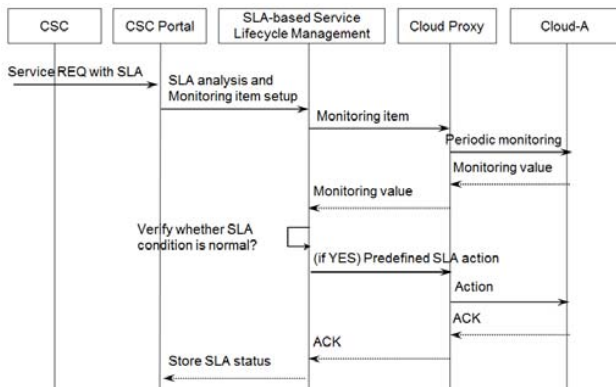 CSC
CSC Portal
SLA-based Service
Lifecycle Management
Cloud Proxy
Cloud-A
Service REQ with SLA
SLA analysis and
Monitoring item setup
Monitoring item
Periodic monitoring
Monitoring value
Monitoring value
Verify whether SLA
condition is normal?
(if YES) Predefined SLA action
Action
ACK
ACK
Store SLA status